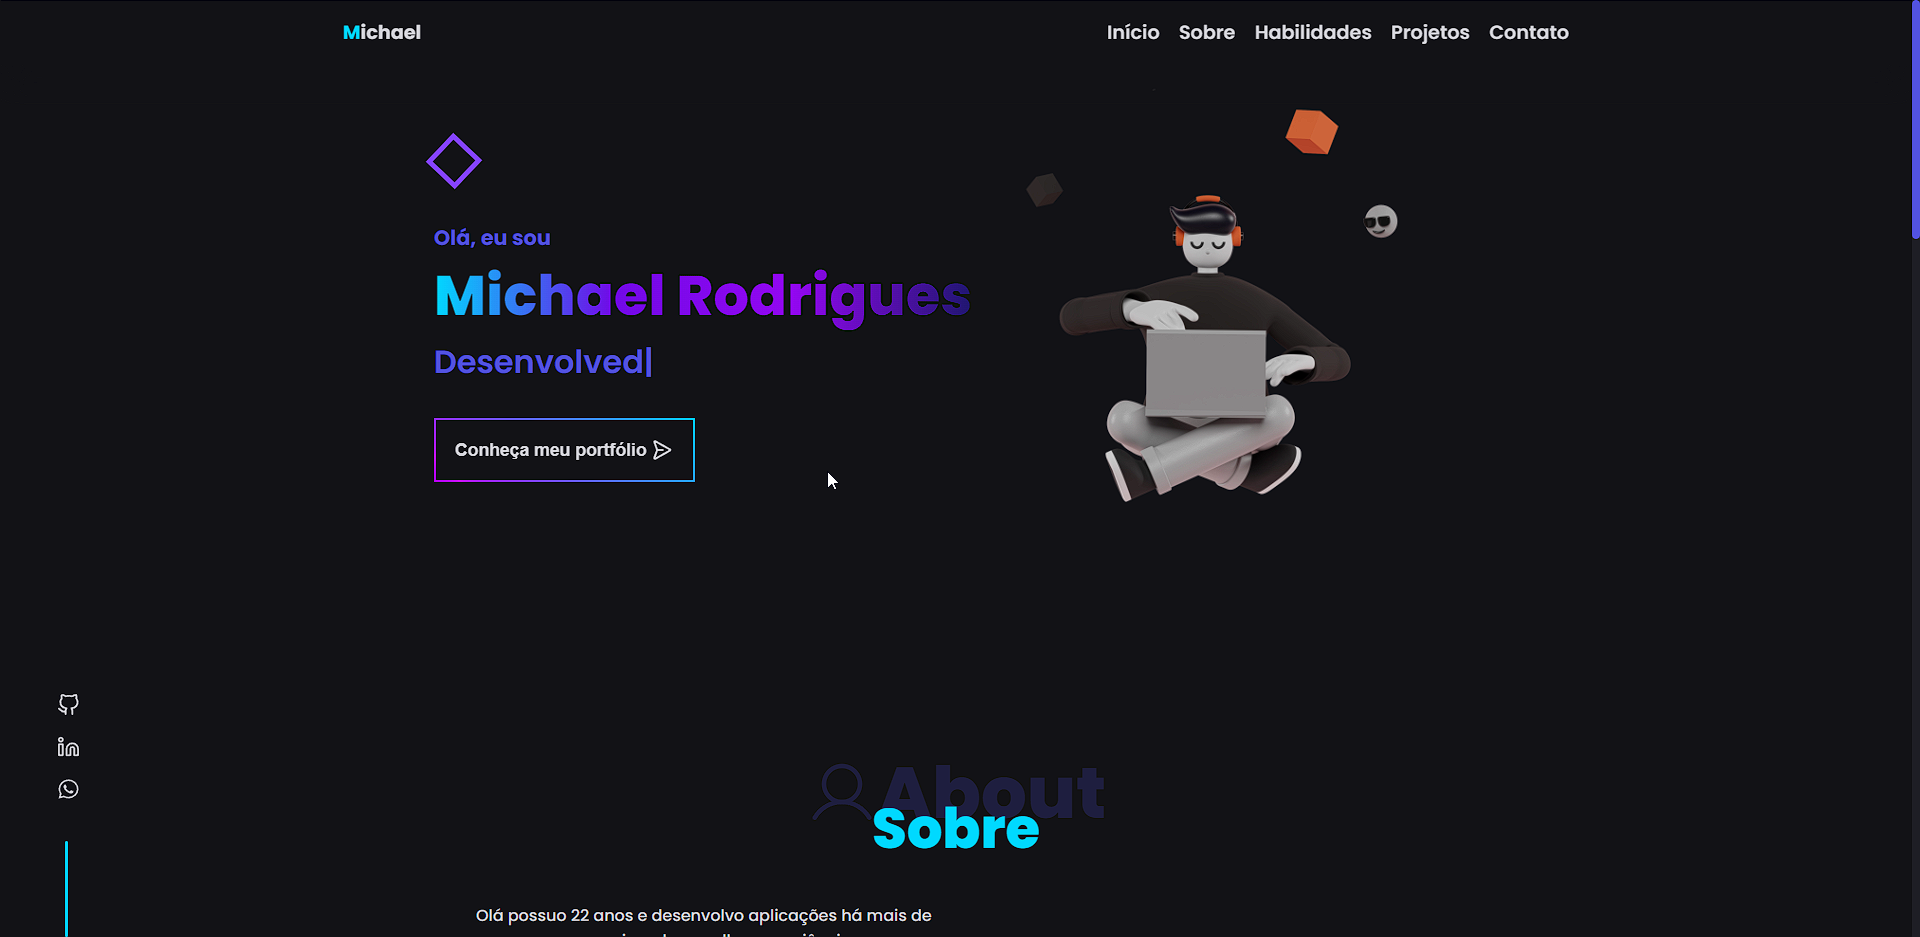 Michael
Início Sobre Habilidades Projetos Contato
Olá, eu sou
Michael Rodrigues
Desenvolved|
Conheça meu portfólio
About
Sobre
Olá possuo 22 anos e desenvolvo aplicações há mais de